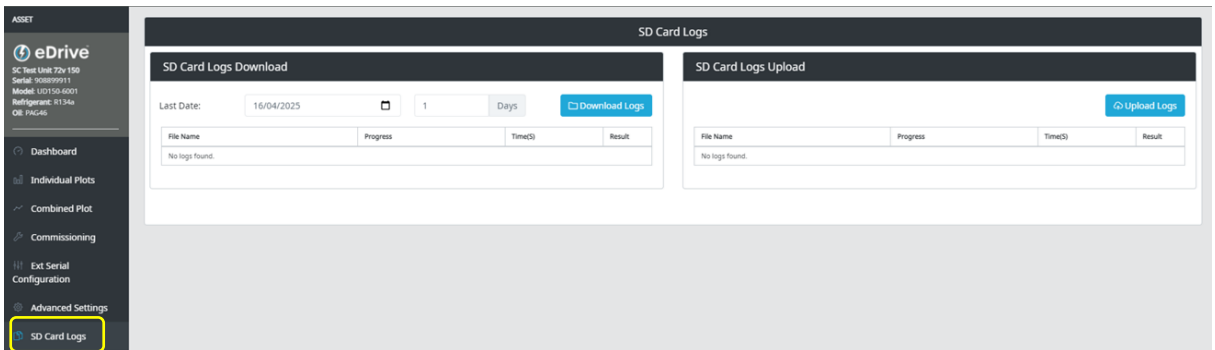 ASSET
eDrive
SC Test Unit 72v 150
Serial: 908899911
Model: UD150-6001
Refrigerant: R134a
Oil: PAG46
Dashboard
Individual Plots
Combined Plot
Commissioning
Ext Serial
Configuration
Advanced Settings
SD Card Logs
SD Card Logs
SD Card Logs Download
Last Date: 16/04/2025 1 Days Download Logs
File Name Progress Time(S) Result
No logs found.
SD Card Logs Upload
Upload Logs
File Name Progress Time(S) Result
No logs found.